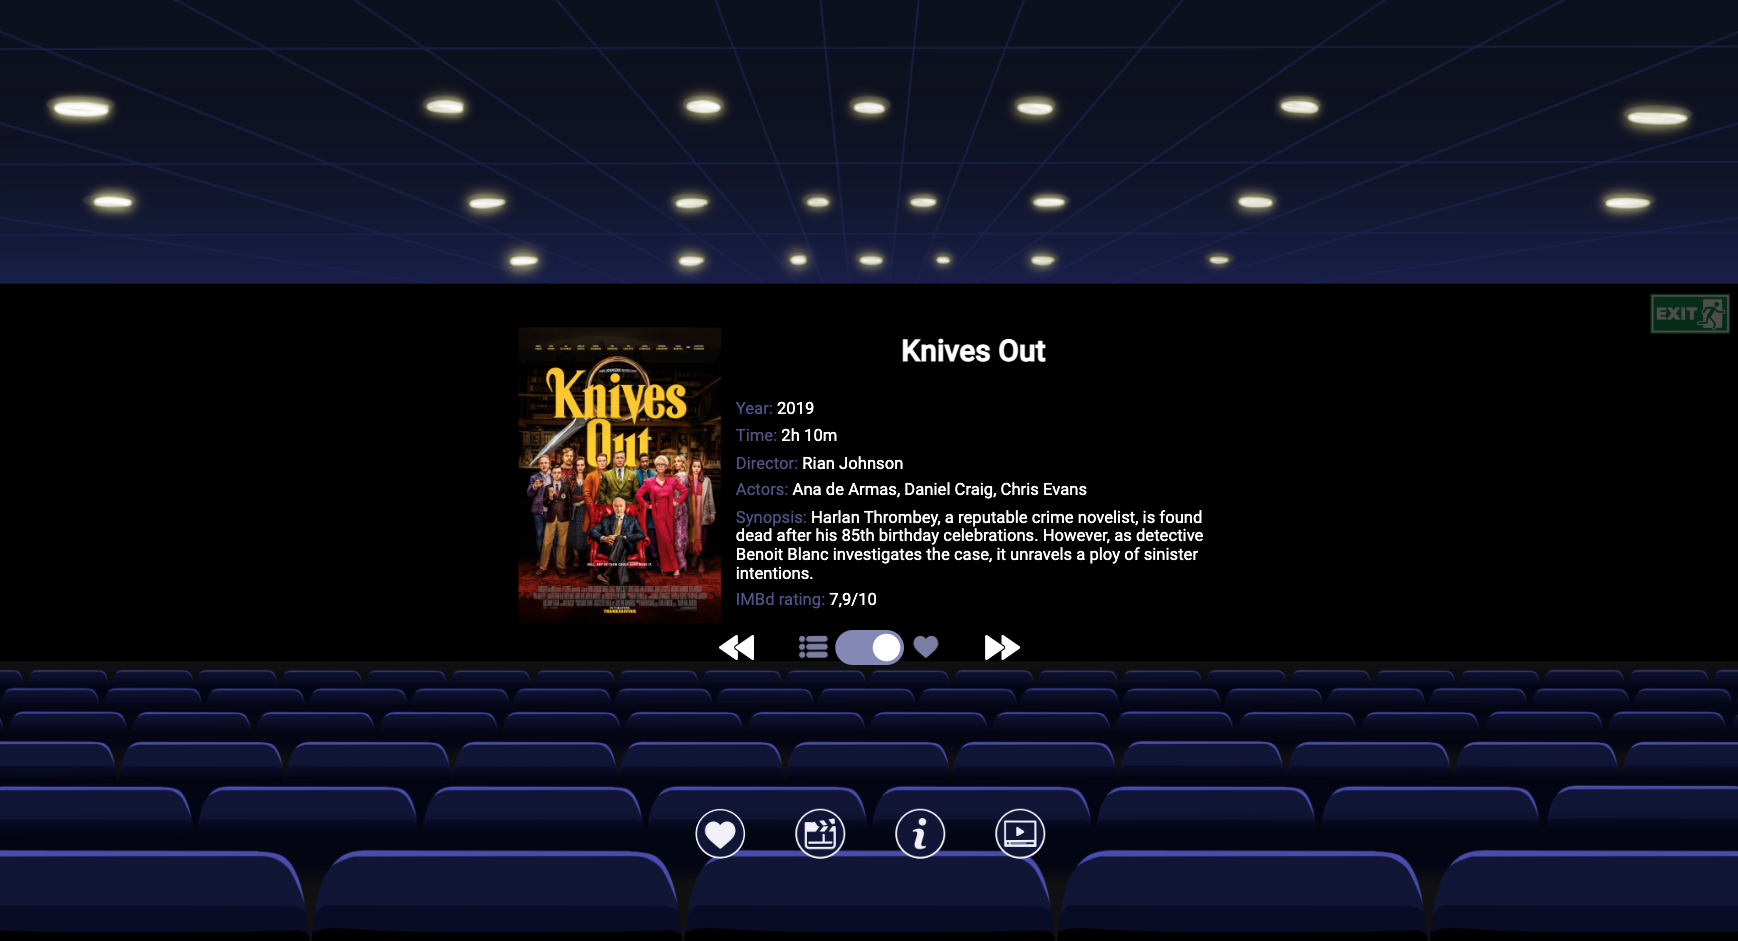 EXIT
Knives Out
Knives
Out
Year: 2019
Time: 2h 10m
Director: Rian Johnson
Actors: Ana de Armas, Daniel Craig, Chris Evans
Synopsis: Harlan Thrombey, a reputable crime novelist, is found
dead after his 85th birthday celebrations. However, as detective
Benoit Blanc investigates the case, it unravels a ploy of sinister
intentions.
IMBd rating: 7,9/10